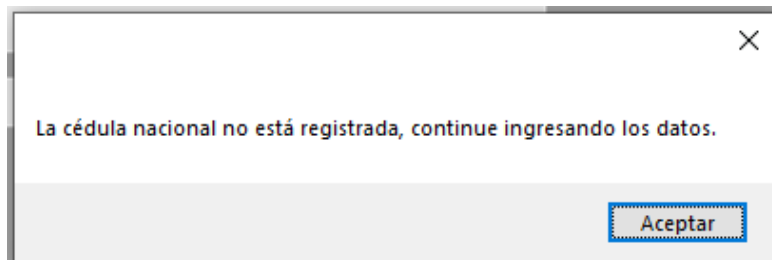 La cédula nacional no está registrada, continue ingresando los datos.
Aceptar